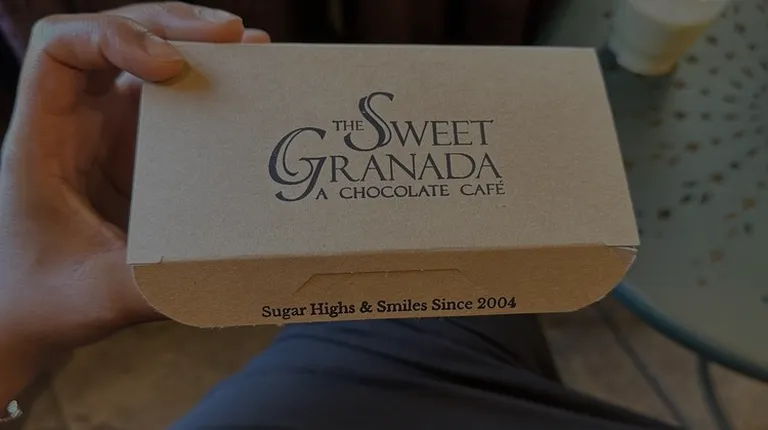 THE SWEET
GRANADA
A CHOCOLATE CAFÉ
Sugar Highs & Smiles Since 2004